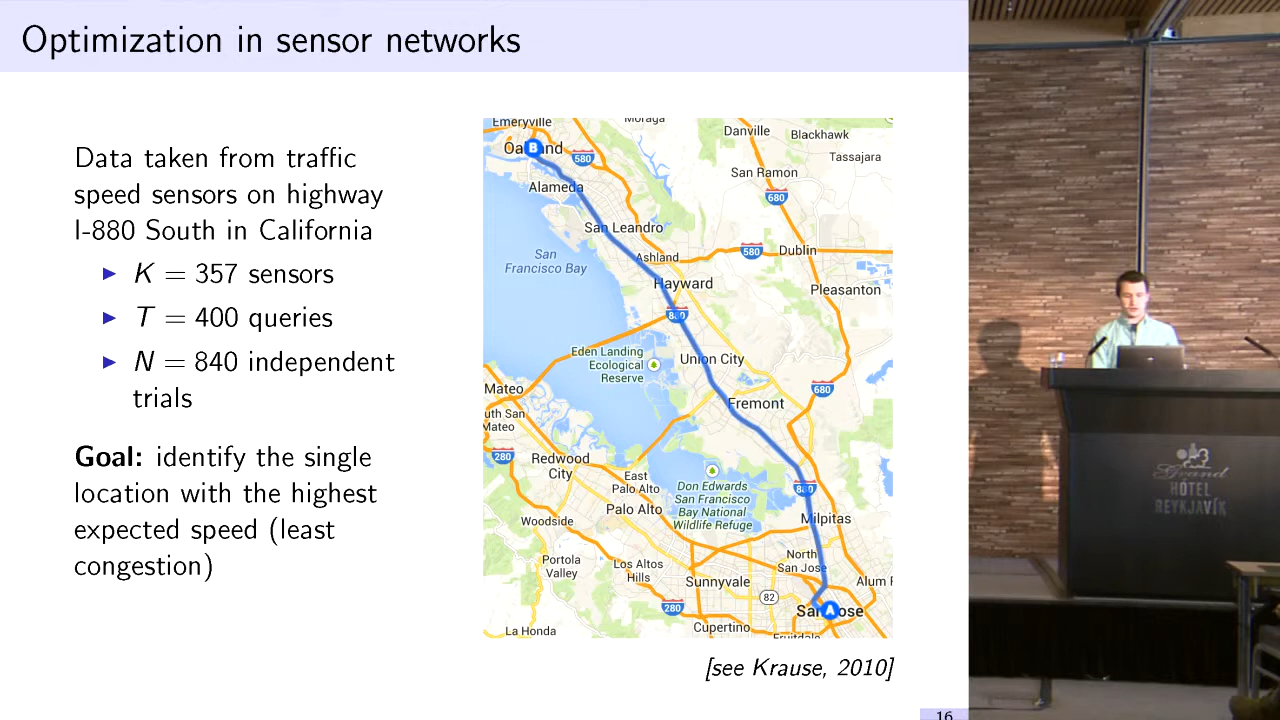 Optimization in sensor networks
Data taken from traffic
speed sensors on highway
I-880 South in California
K = 357 sensors
T = 400 queries
N = 840 independent
trials
Goal: identify the single
location with the highest
expected speed (least
congestion)
Emeryville
Moraga
Danville
Blackhawk
Oakland
B
580
Tassajara
San Ramon
Alameda
680
San Leandro
580
Dublin
San
Francisco Bay
Ashland
Hayward
Pleasanton
880
Eden Landing
Ecological
Reserve
Union City
Mateo
680
Fremont
uth San
Mateo
280
Redwood
City
East
Palo Alto
Don Edwards
San Francisco
Bay National
Wildlife Refuge
880
Palo Alto
Woodside
Milpitas
Portola
Valley
Los Altos
Hills
North
San Jose
Sunnyvale
Alum
82
280
San Jose
A
Cupertino
La Honda
Fruitdale
[see Krause, 2010]
16
Grand
HÓTEL
REYKJAVÍK